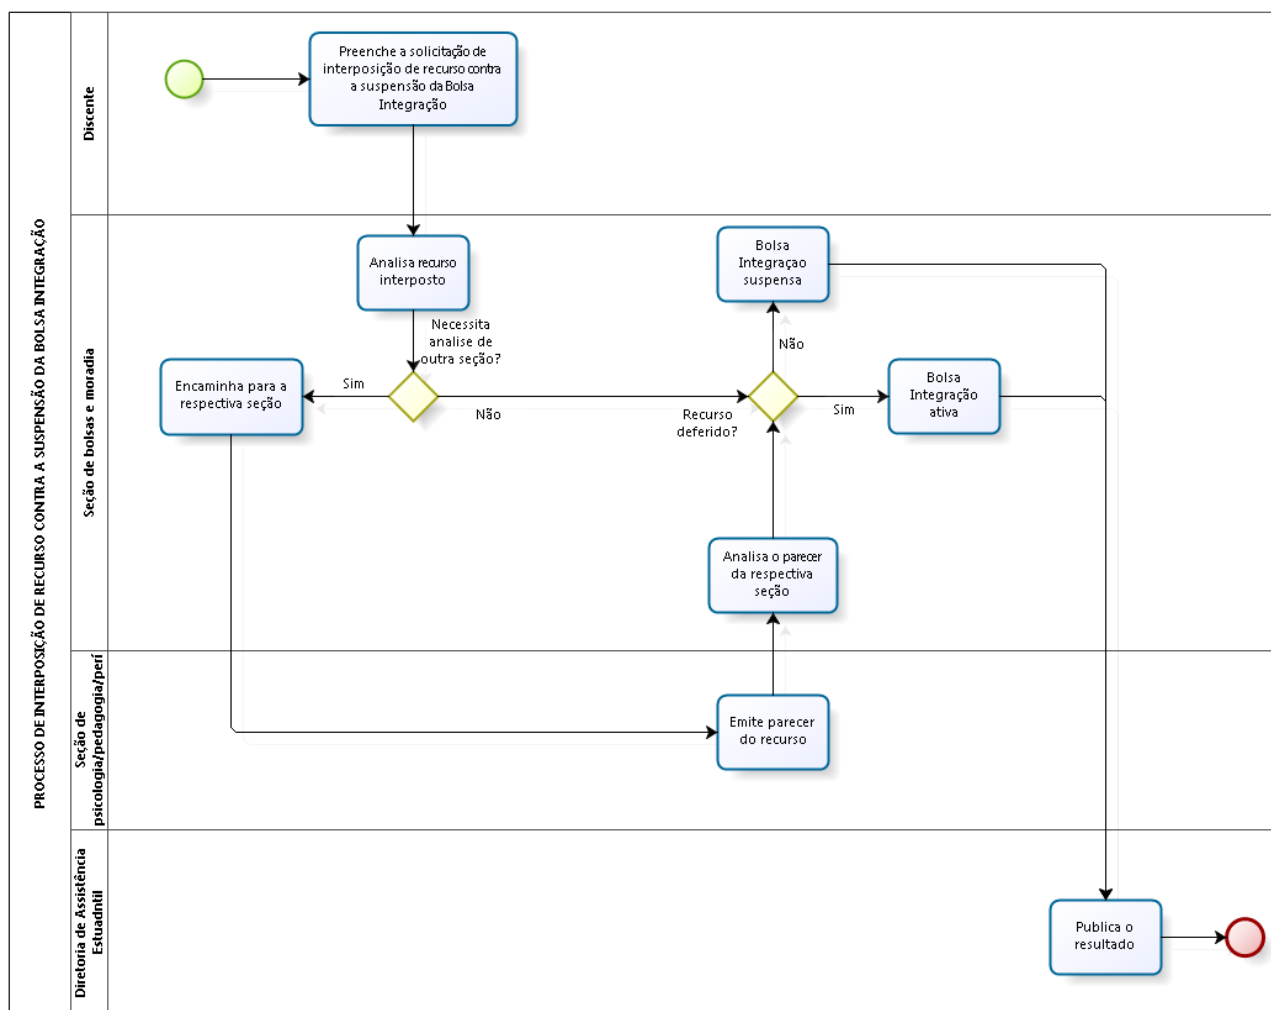 PROCESSO DE INTERPOSIÇÃO DE RECURSO CONTRA A SUSPENSÃO DA BOLSA INTEGRAÇÃO
Discente
Preenche a solicitação de
interposição de recurso contra
a suspensão da Bolsa
Integração
Seção de bolsas e moradia
Analisa recurso
interposto
Necessita
analise de
outra seção?
Sim
Não
Encaminha para a
respectiva seção
Bolsa
Integraçao
suspensa
Não
Recurso
deferido?
Sim
Bolsa
Integração
ativa
Analisa o parecer
da respectiva
seção
Seção de
psicologia/pedagogia/perí
Emite parecer
do recurso
Diretoria de Assistência
Estuadntil
Publica o
resultado